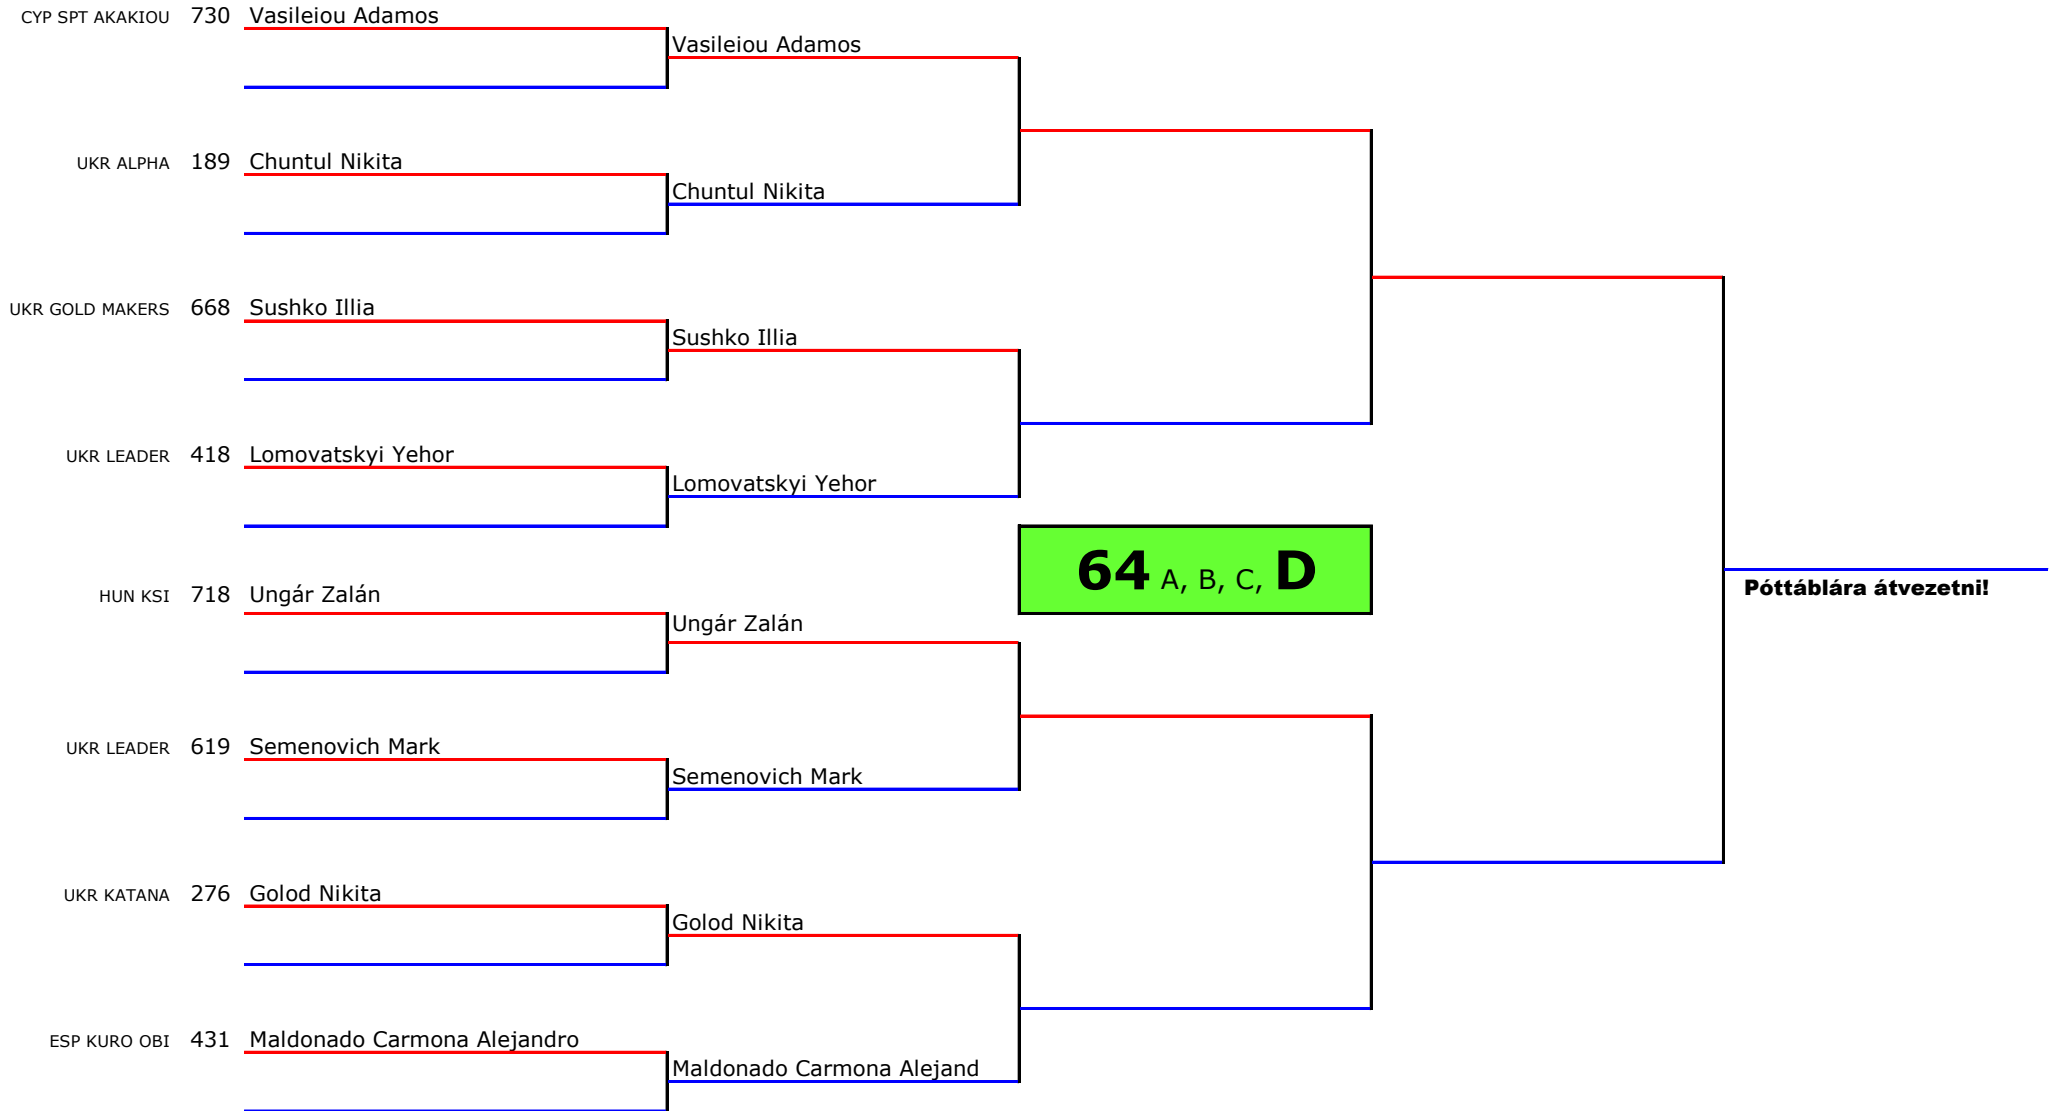 CYP SPT AKAKIOU 730 Vasileiou Adamos
Vasileiou Adamos
UKR ALPHA 189 Chuntul Nikita
Chuntul Nikita
UKR GOLD MAKERS 668 Sushko Illia
Sushko Illia
UKR LEADER 418 Lomovatskyi Yehor
Lomovatskyi Yehor
64 A, B, C, D
Póttáblára átvezetni!
HUN KSI 718 Ungár Zalán
Ungár Zalán
UKR LEADER 619 Semenovich Mark
Semenovich Mark
UKR KATANA 276 Golod Nikita
Golod Nikita
ESP KURO OBI 431 Maldonado Carmona Alejandro
Maldonado Carmona Alejand